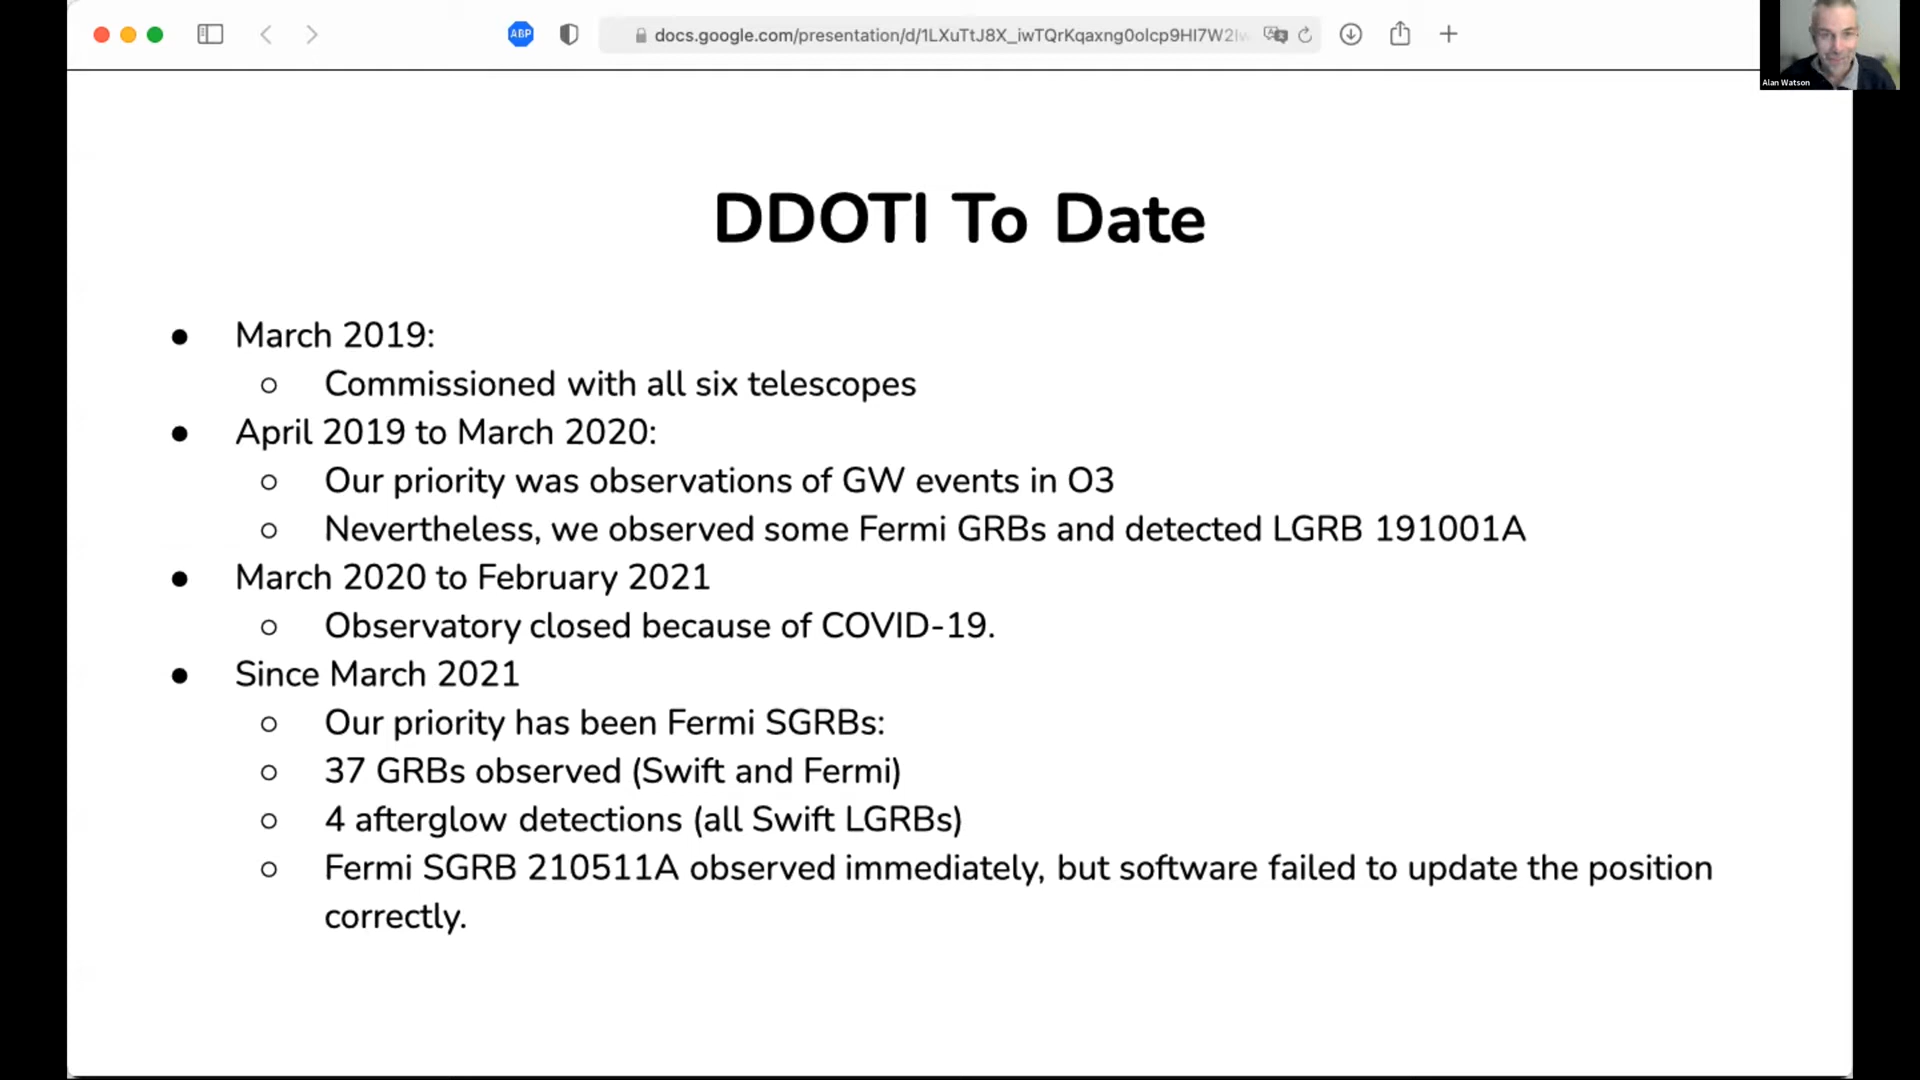 ABP
docs.google.com/presentation/d/1LXuTtJ8X_iwTQrKqaxng0olcp9HI7W2
Alan Watson
DDOTI To Date
● March 2019:
○ Commissioned with all six telescopes
● April 2019 to March 2020:
○ Our priority was observations of GW events in O3
○ Nevertheless, we observed some Fermi GRBs and detected LGRB 191001A
● March 2020 to February 2021
○ Observatory closed because of COVID-19.
● Since March 2021
○ Our priority has been Fermi SGRBs:
○ 37 GRBs observed (Swift and Fermi)
○ 4 afterglow detections (all Swift LGRBs)
○ Fermi SGRB 210511A observed immediately, but software failed to update the position
correctly.